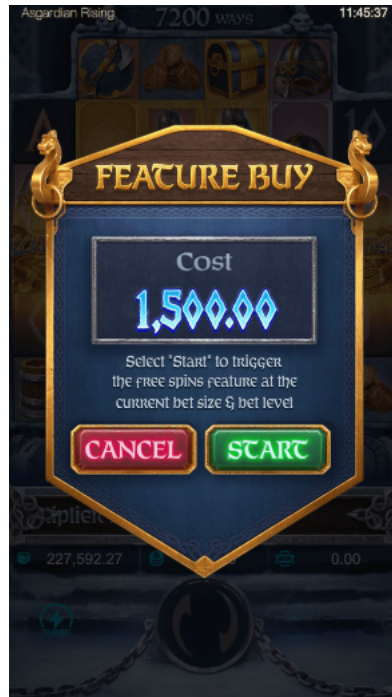 Asgardian Rising
7200 WAYS
11:45:37
FEATURE BUY
Cost
1,500.00
Select "Start" to trigger
the free spins feature at the
current bet size & bet level
CANCEL
START
227,592.27
0.00
TURBO